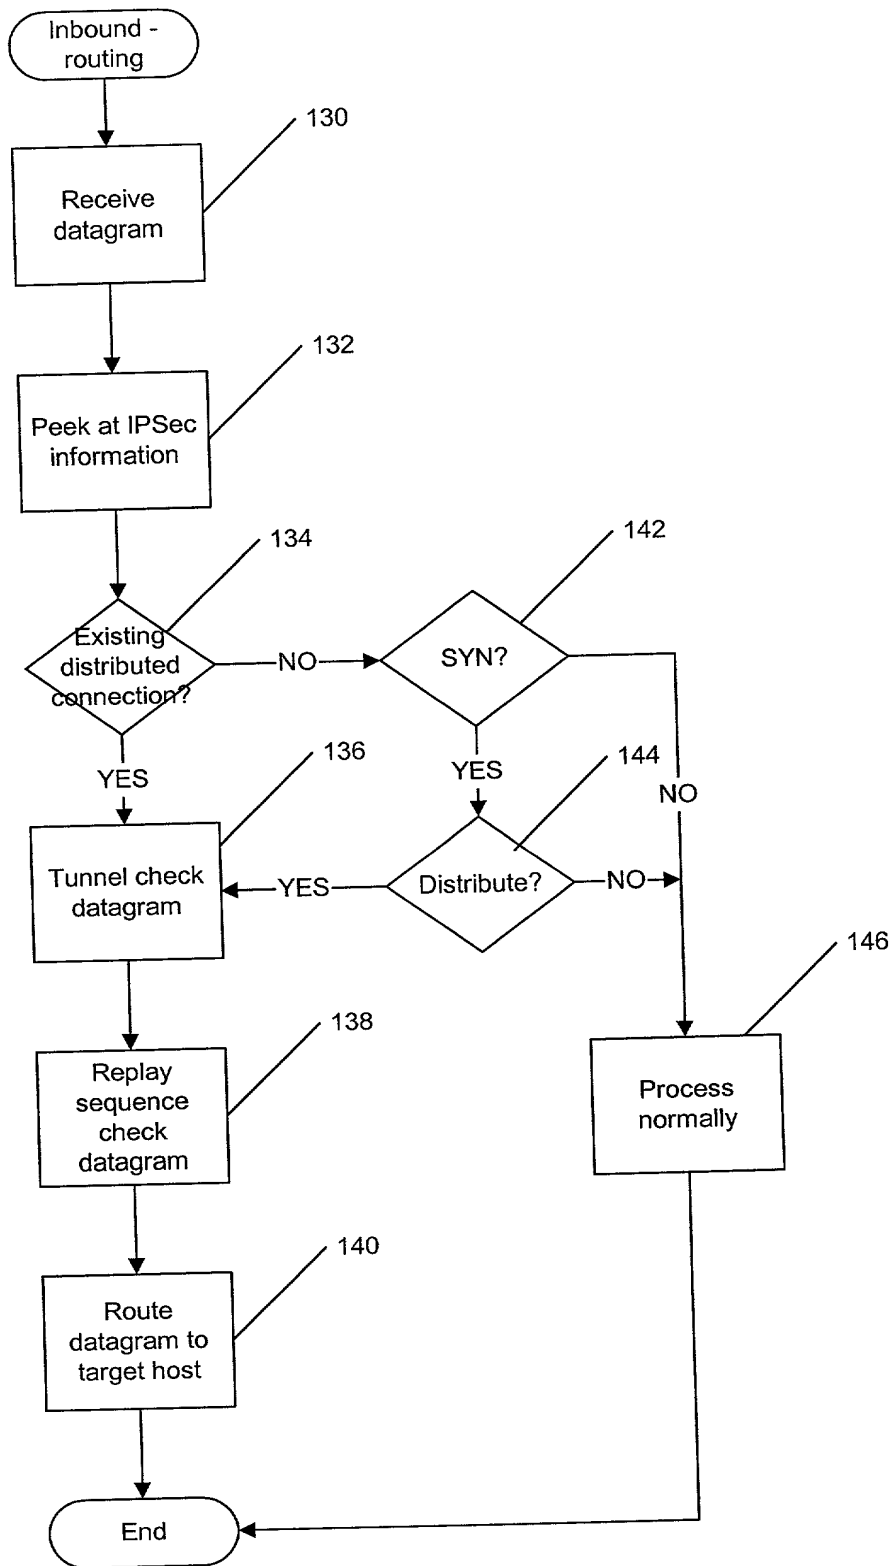 Inbound -
routing
130
Receive
datagram
132
Peek at IPSec
information
134
Existing
distributed
connection?
NO
142
SYN?
YES
136
YES
144
NO
Tunnel check
datagram
YES
Distribute?
NO
146
138
Replay
sequence
check
datagram
Process
normally
140
Route
datagram to
target host
End